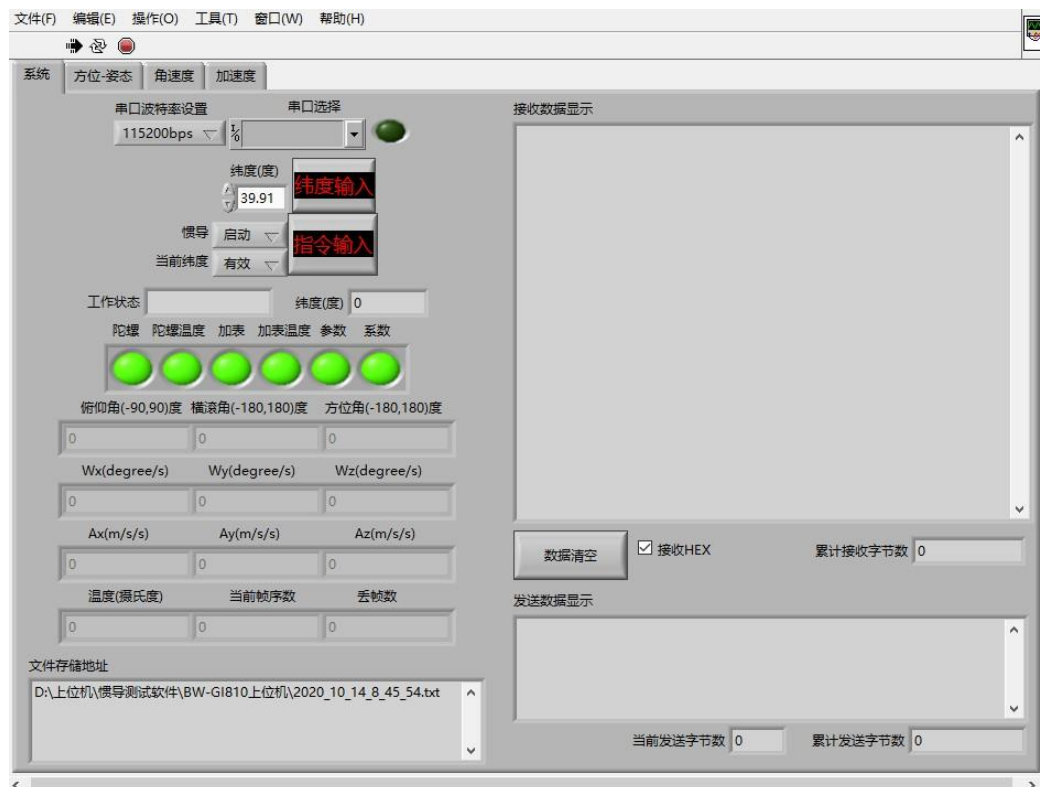 文件(F) 编辑(E) 操作(O) 工具(T) 窗口(W) 帮助(H)
系统 方位-姿态 角速度 加速度
串口波特率设置 串口选择
115200bps I/O
纬度(度)
39.91 纬度输入
惯导 启动 指令输入
当前纬度 有效
工作状态 纬度(度) 0
陀螺 陀螺温度 加表 加表温度 参数 系数
俯仰角(-90,90)度 横滚角(-180,180)度 方位角(-180,180)度
0 0 0
Wx(degree/s) Wy(degree/s) Wz(degree/s)
0 0 0
Ax(m/s/s) Ay(m/s/s) Az(m/s/s)
0 0 0
温度(摄氏度) 当前帧序数 丢帧数
0 0 0
文件存储地址
D:\上位机\惯导测试软件\BW-GI810上位机\2020_10_14_8_45_54.txt
接收数据显示
数据清空 接收HEX 累计接收字节数 0
发送数据显示
当前发送字节数 0 累计发送字节数 0